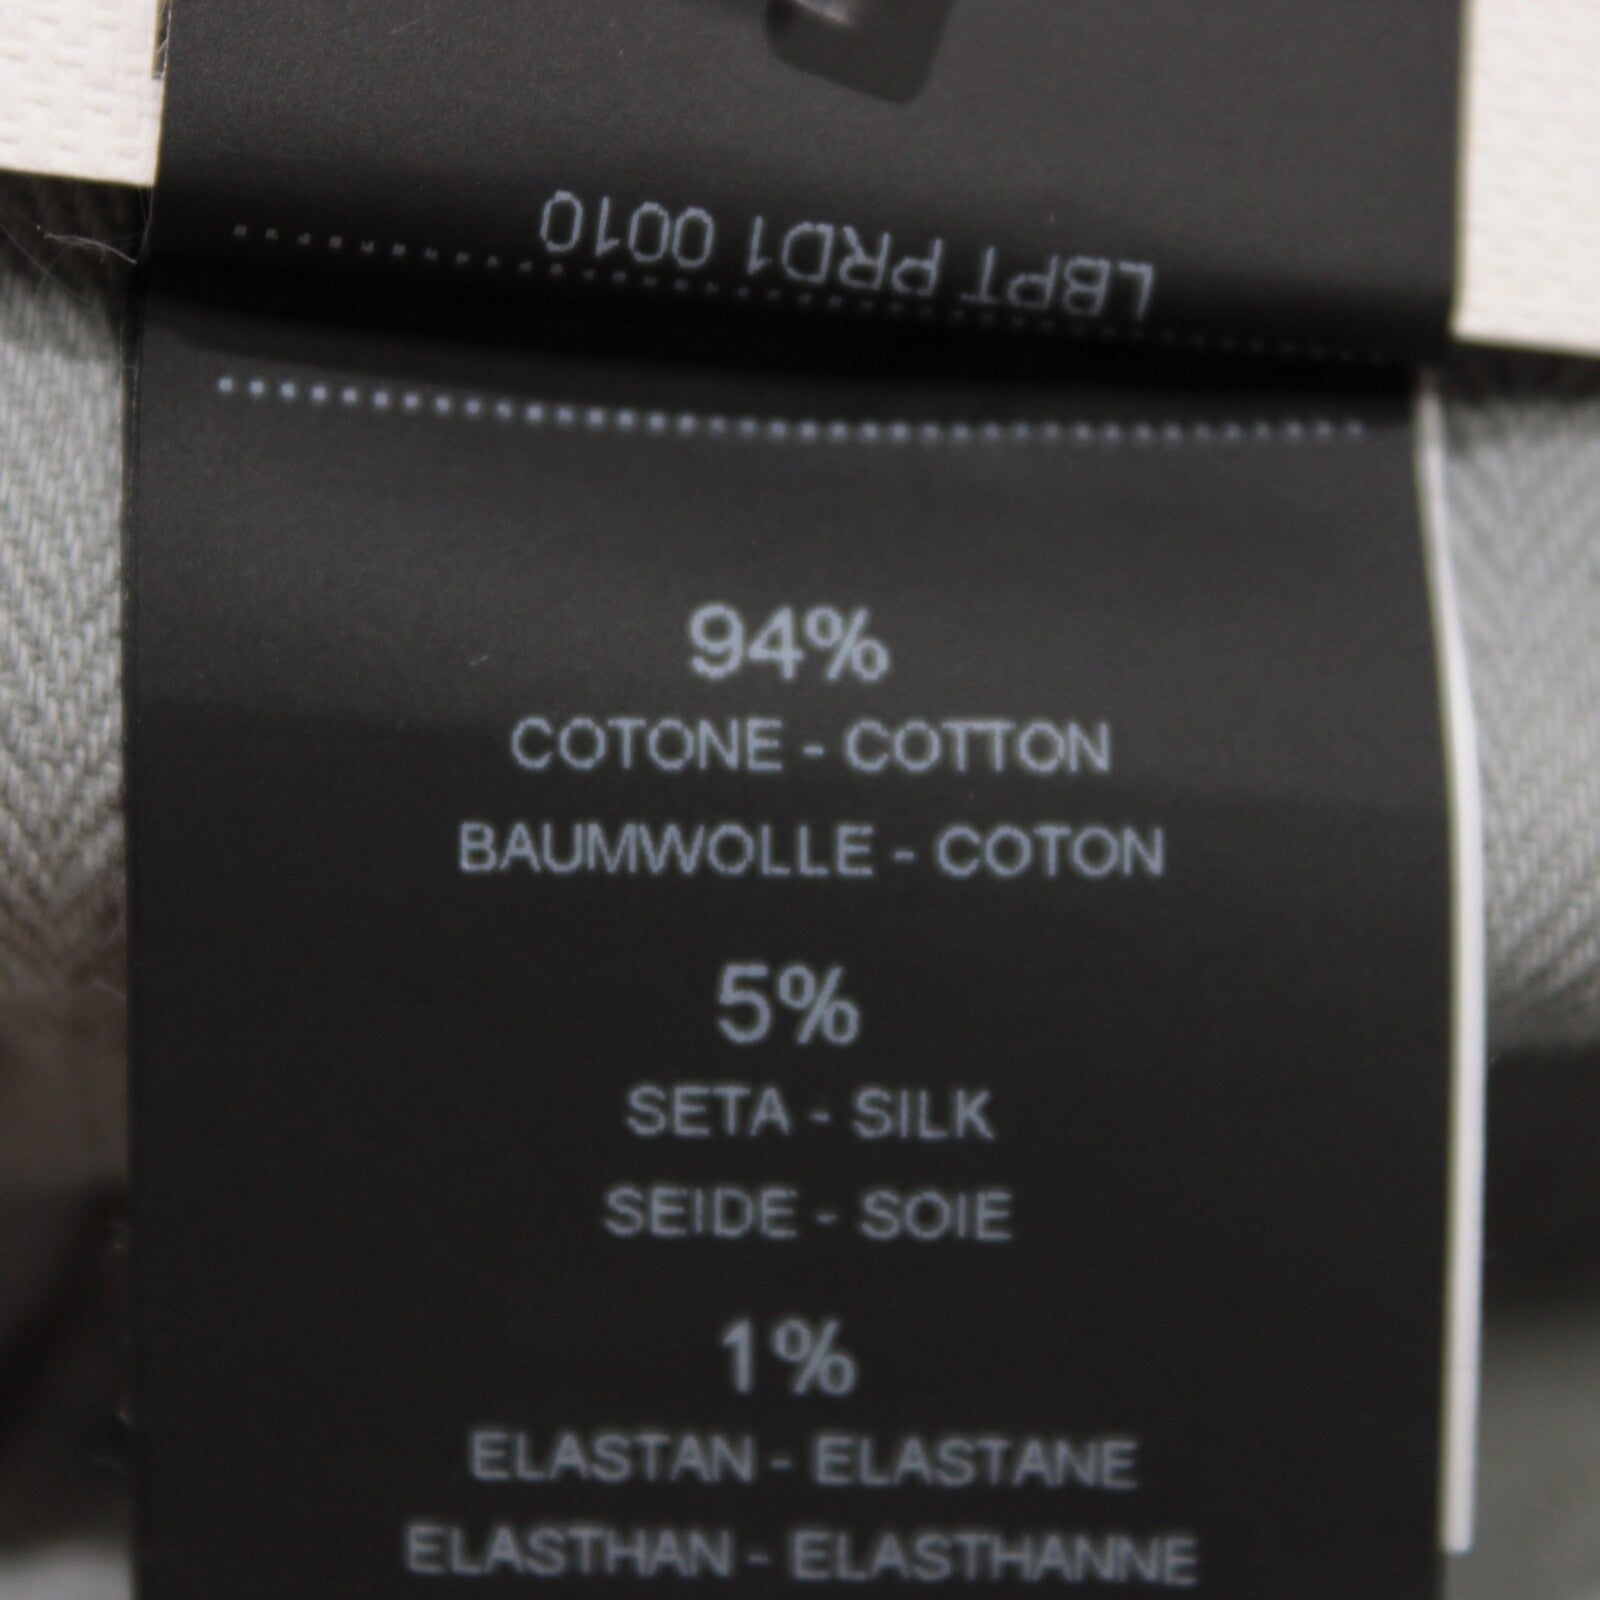 LBPT PRD1 0010
94%
COTONE - COTTON
BAUMWOLLE - COTON
5%
SETA - SILK
SEIDE - SOIE
1%
ELASTAN - ELASTANE
ELASTHAN - ELASTHANNE